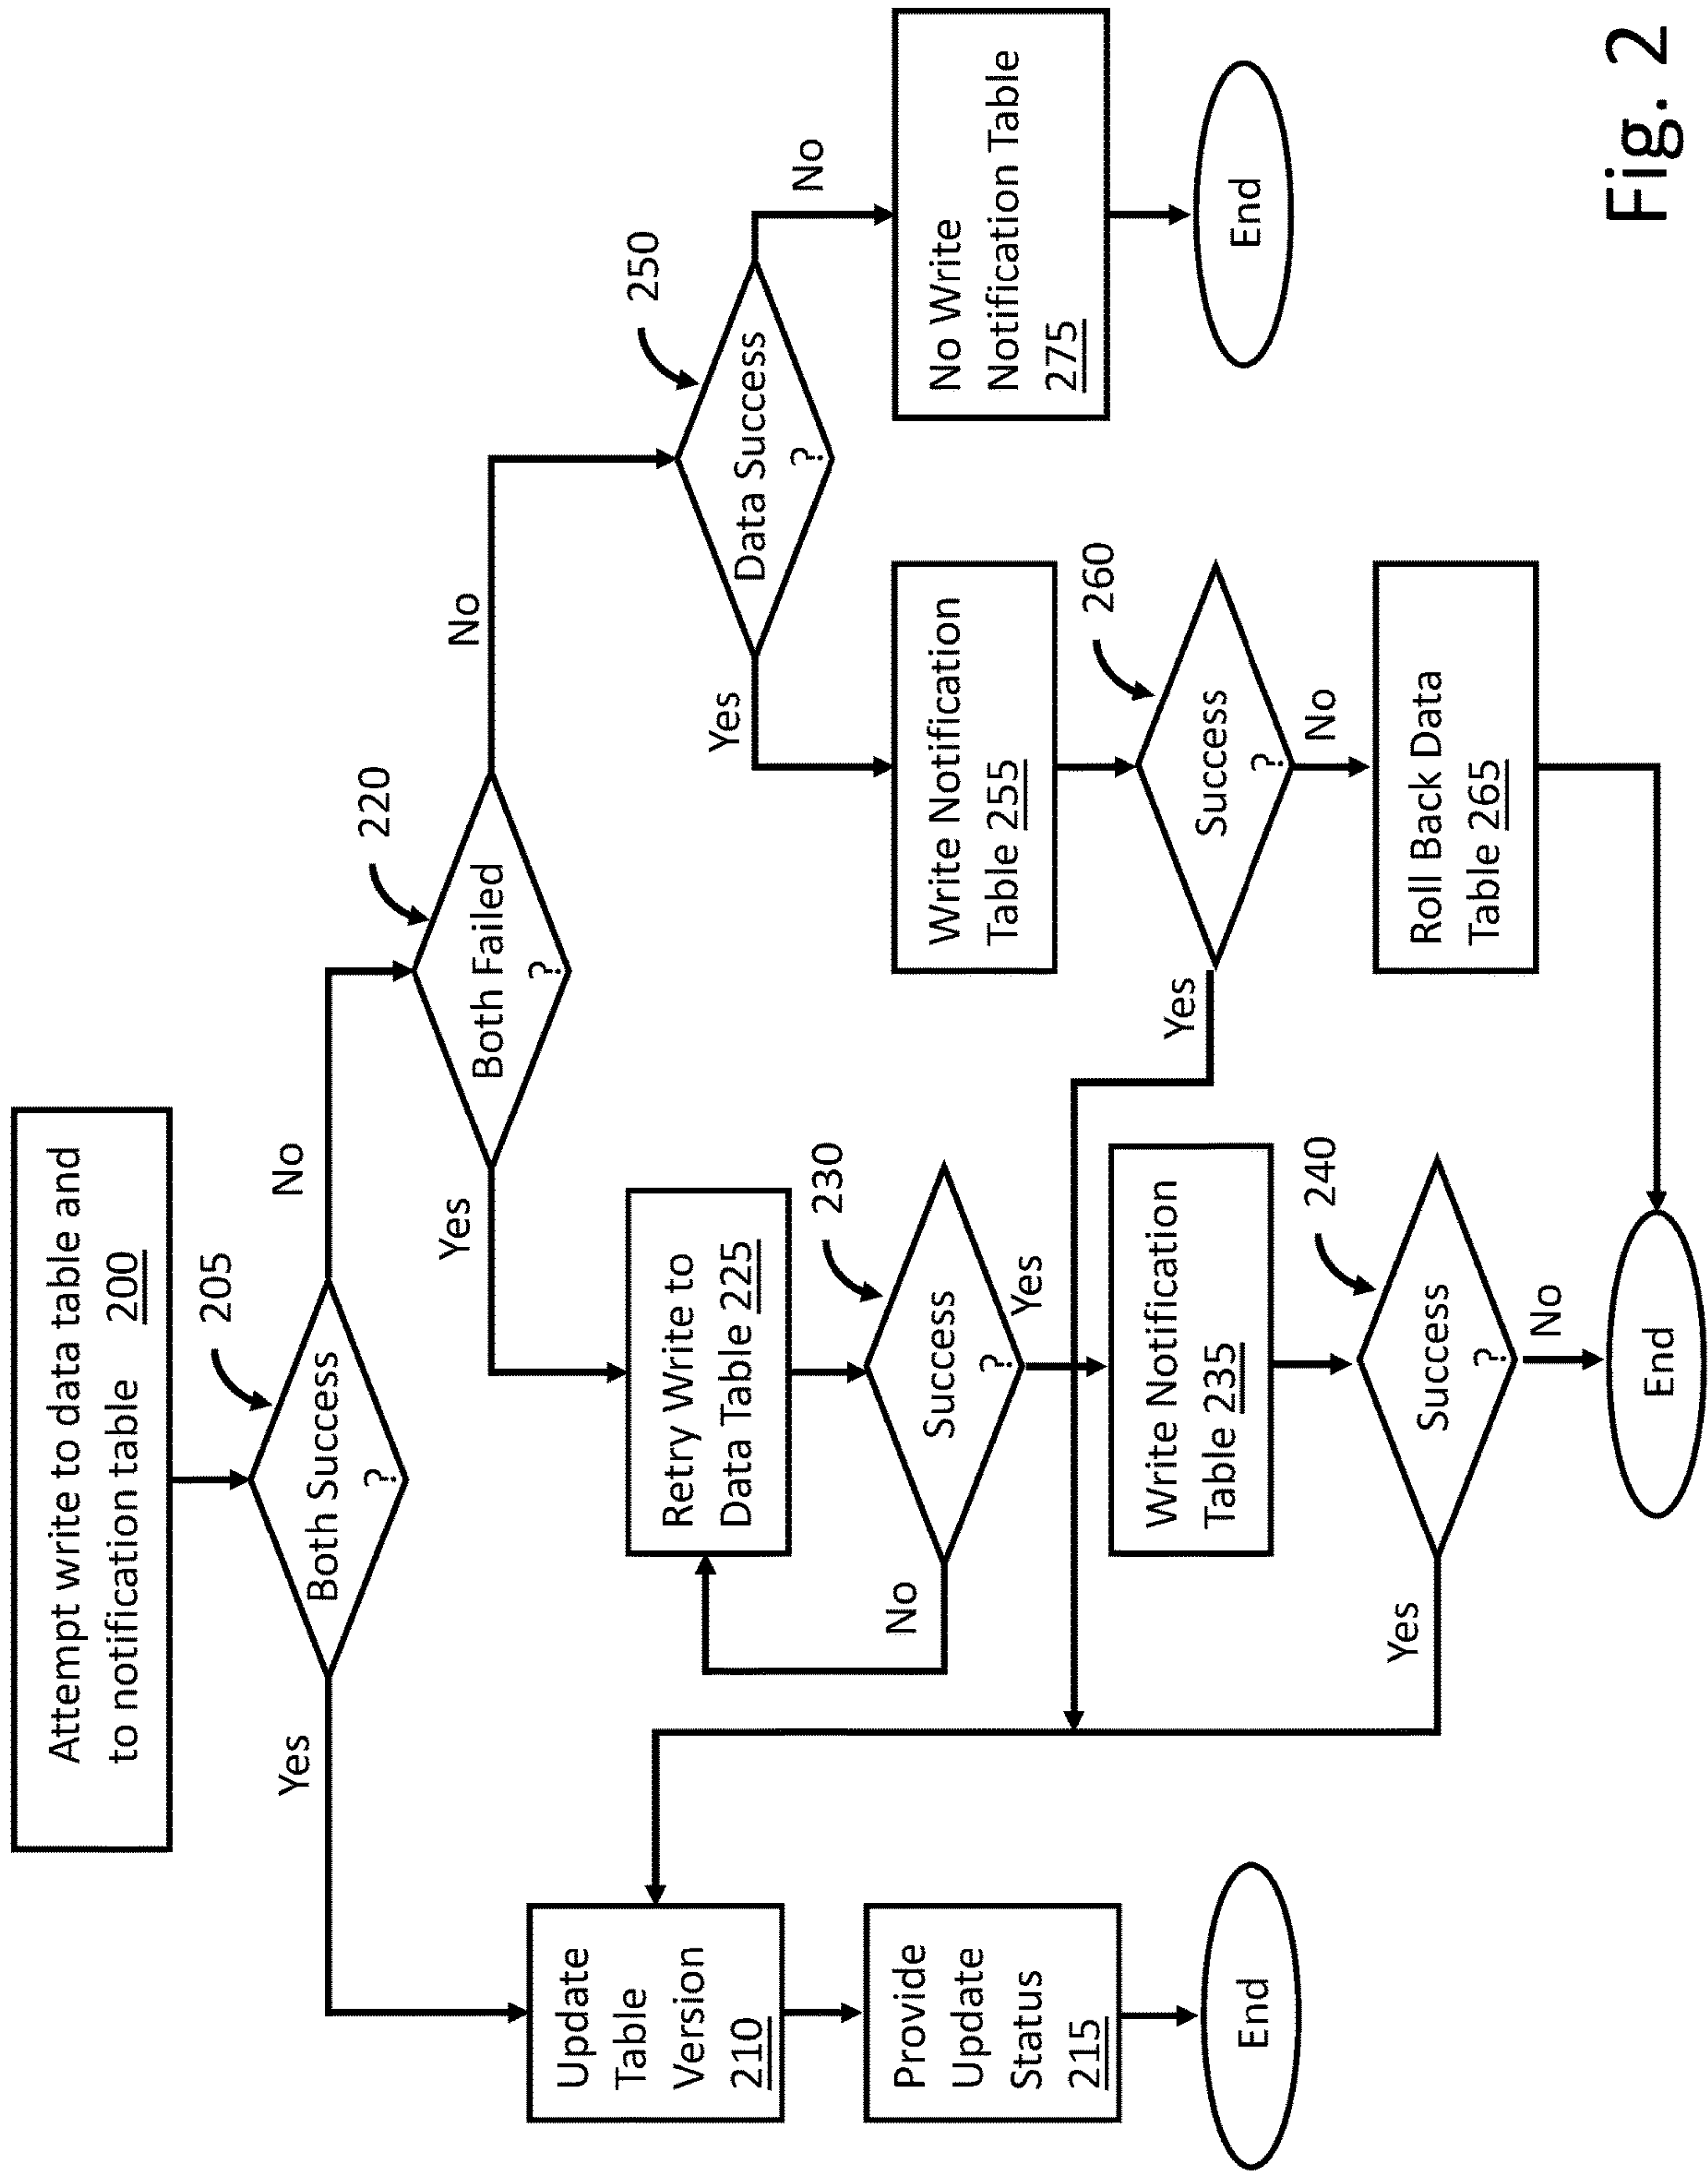 Attempt write to data table and
to notification table 200
205
Both Success
?
Yes
No
220
Both Failed
?
Yes
No
250
Data Success
?
Yes
No
Update
Table
Version
210
Retry Write to
Data Table 225
Write Notification
Table 255
No Write
Notification Table
275
230
Success
?
No
Yes
260
Success
?
Yes
No
Provide
Update
Status
215
Write Notification
Table 235
240
Success
?
Yes
No
Roll Back Data
Table 265
End
End
End
Fig. 2